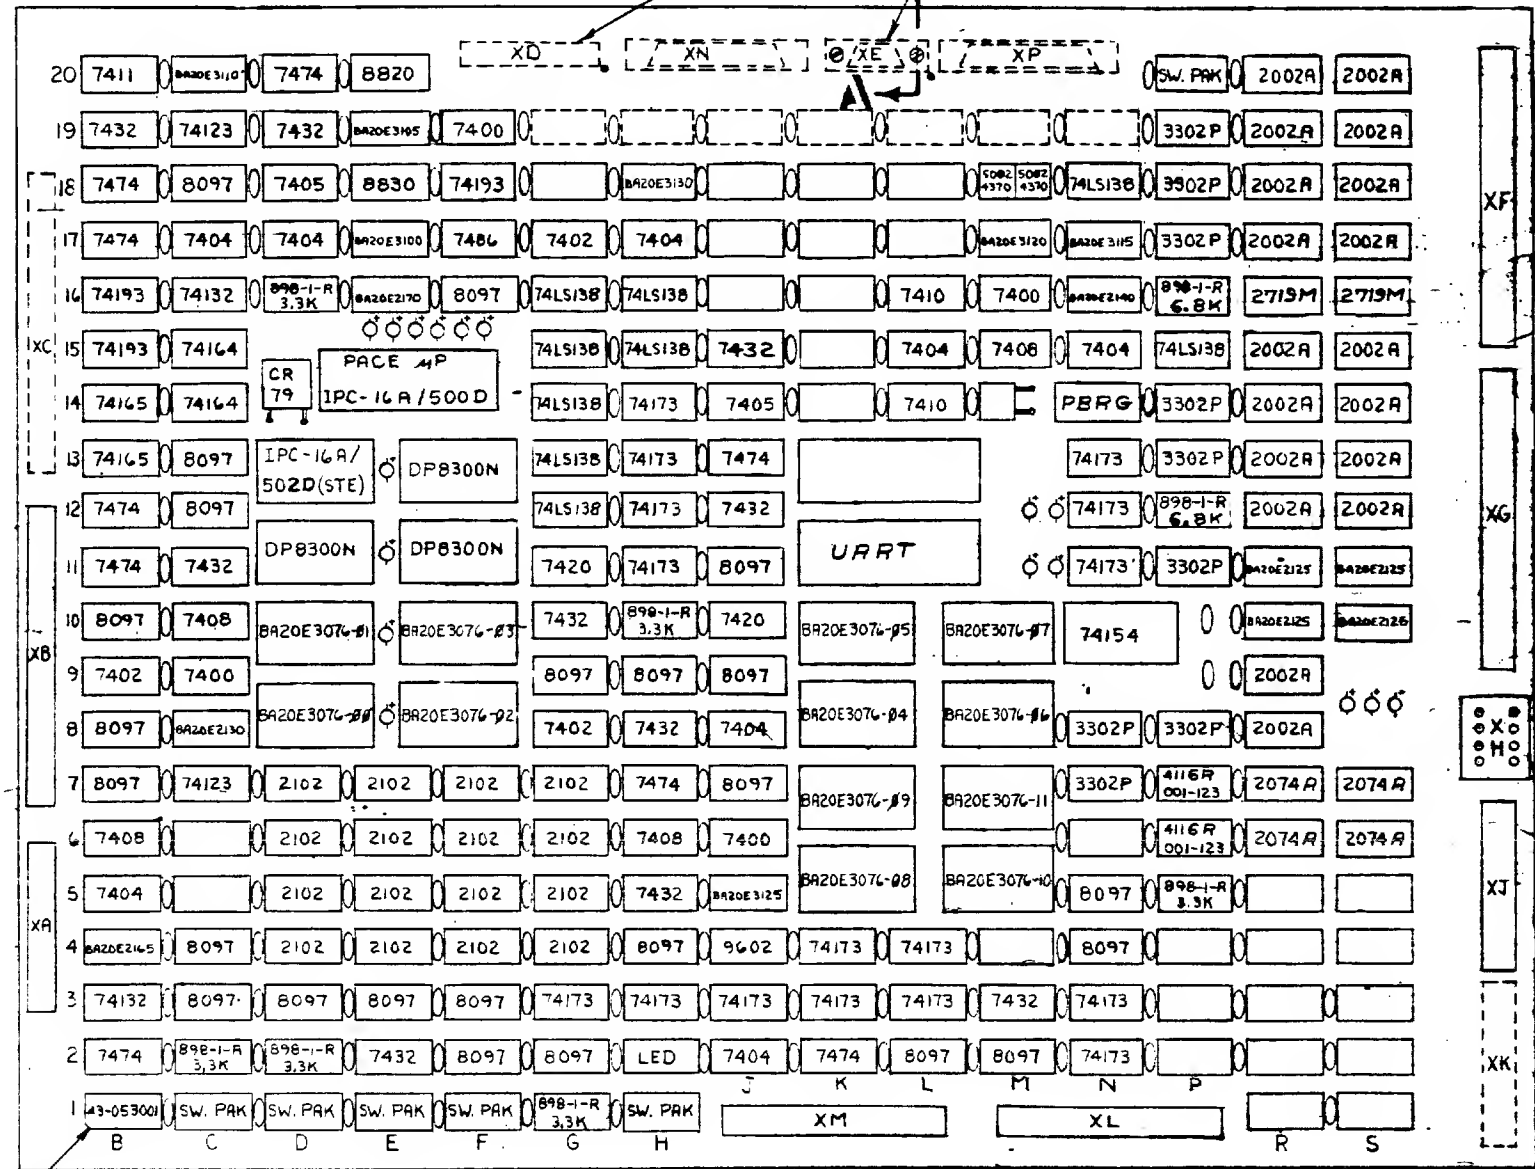 XD XN XE XP
20 7411 BA20E3110 7474 8820 SW. PAK 2002A 2002A
19 7432 74123 7432 BA20E3105 7400 3302P 2002A 2002A
18 7474 8097 7405 8830 74193 BA20E3130 5082 4370 5082 4370 74LS138 3302P 2002A 2002A
XF
17 7474 7404 7404 BA20E3100 7486 7402 7404 BA20E3120 BA20E3115 3302P 2002A 2002A
16 74193 74132 898-1-R 3.3K BA20E2170 8097 74LS138 74LS138 7410 7400 BA20E2140 898-1-R 6.8K 2719M 2719M
XC
15 74193 74164 PACE µP 74LS138 74LS138 7432 7404 7408 7404 74LS138 2002A 2002A
CR 79
14 74165 74164 IPC-16A/500D 74LS138 74173 7405 7410 PBRG 3302P 2002A 2002A
13 74165 8097 IPC-16A/ 502D(STE) DP8300N 74LS138 74173 7474 74173 3302P 2002A 2002A
12 7474 8097 74LS138 74173 7432 74173 898-1-R 6.8K 2002A 2002A
XG
11 7474 7432 DP8300N DP8300N 7420 74173 8097 UART 74173 3302P BA20E2125 BA20E2125
10 8097 7408 BA20E3076-01 BA20E3076-03 7432 898-1-R 3.3K 7420 BA20E3076-05 BA20E3076-07 74154 BA20E2125 BA20E2125
XB
9 7402 7400 8097 8097 8097 2002A
8 8097 BA20E2130 BA20E3076-00 BA20E3076-02 7402 7432 7404 BA20E3076-04 BA20E3076-06 3302P 3302P 2002A
X H
7 8097 74123 2102 2102 2102 2102 7474 8097 BA20E3076-09 BA20E3076-11 3302P 4116R 001-123 2074A 2074A
6 7408 2102 2102 2102 2102 7408 7400 4116R 001-123 2074A 2074A
5 7404 2102 2102 2102 2102 7432 BA20E3125 BA20E3076-08 BA20E3076-10 8097 898-1-R 3.3K
XJ
XA
4 BA20E2165 8097 2102 2102 2102 2102 8097 9602 74173 74173 8097
3 74132 8097 8097 8097 8097 74173 74173 74173 74173 74173 7432 74173
2 7474 898-1-R 3.3K 898-1-R 3.3K 7432 8097 8097 LED 7404 7474 8097 8097 74173
XK
J K L M N P
1 43-053001 SW. PAK SW. PAK SW. PAK SW. PAK 898-1-R 3.3K SW. PAK XM XL
B C D E F G H R S